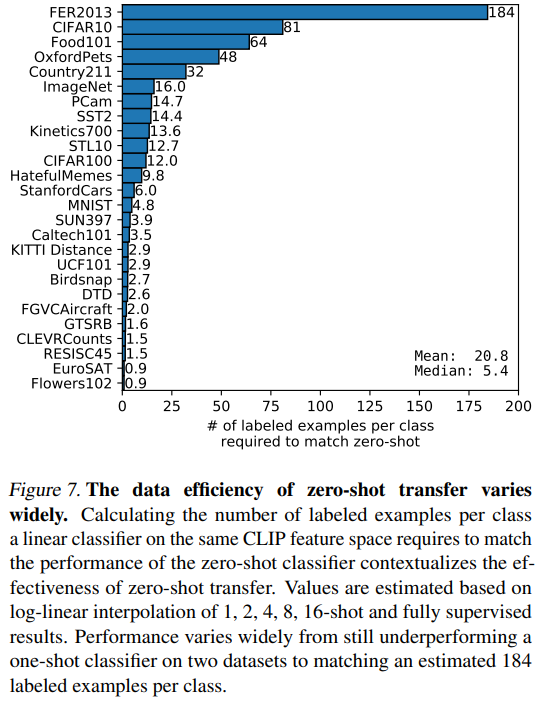 FER2013 184
CIFAR10 81
Food101 64
OxfordPets 48
Country211 32
ImageNet 16.0
PCam 14.7
SST2 14.4
Kinetics700 13.6
STL10 12.7
CIFAR100 12.0
HatefulMemes 9.8
StanfordCars 6.0
MNIST 4.8
SUN397 3.9
Caltech101 3.5
KITTI Distance 2.9
UCF101 2.9
Birdsnap 2.7
DTD 2.6
FGVCAircraft 2.0
GTSRB 1.6
CLEVRCounts 1.5
RESISC45 1.5
EuroSAT 0.9
Flowers102 0.9
Mean: 20.8
Median: 5.4
0 25 50 75 100 125 150 175 200
# of labeled examples per class
required to match zero-shot
Figure 7. The data efficiency of zero-shot transfer varies
widely. Calculating the number of labeled examples per class
a linear classifier on the same CLIP feature space requires to match
the performance of the zero-shot classifier contextualizes the ef-
fectiveness of zero-shot transfer. Values are estimated based on
log-linear interpolation of 1, 2, 4, 8, 16-shot and fully supervised
results. Performance varies widely from still underperforming a
one-shot classifier on two datasets to matching an estimated 184
labeled examples per class.